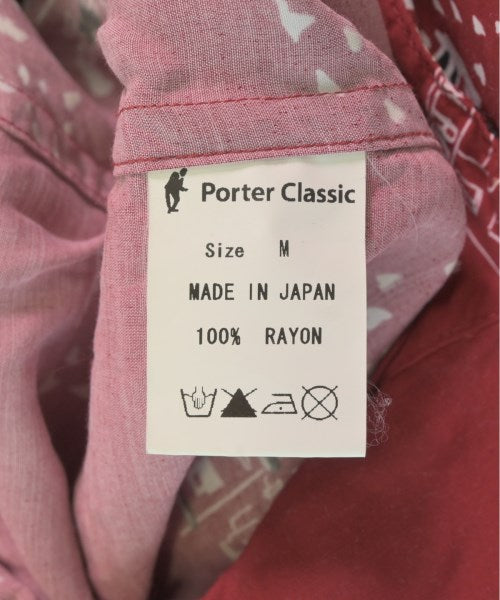 Porter Classic
Size M
MADE IN JAPAN
100% RAYON